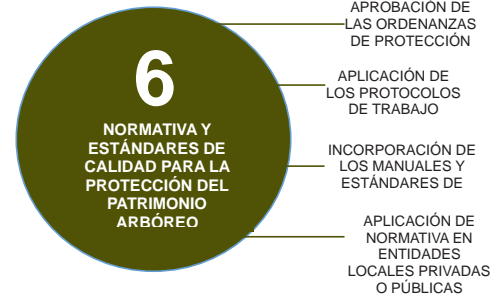 6
NORMATIVA Y
ESTÁNDARES DE
CALIDAD PARA LA
PROTECCIÓN DEL
PATRIMONIO
ARBÓREO
APROBACIÓN DE
LAS ORDENANZAS
DE PROTECCIÓN
APLICACIÓN DE
LOS PROTOCOLOS
DE TRABAJO
INCORPORACIÓN DE
LOS MANUALES Y
ESTÁNDARES DE
APLICACIÓN DE
NORMATIVA EN
ENTIDADES
LOCALES PRIVADAS
O PÚBLICAS